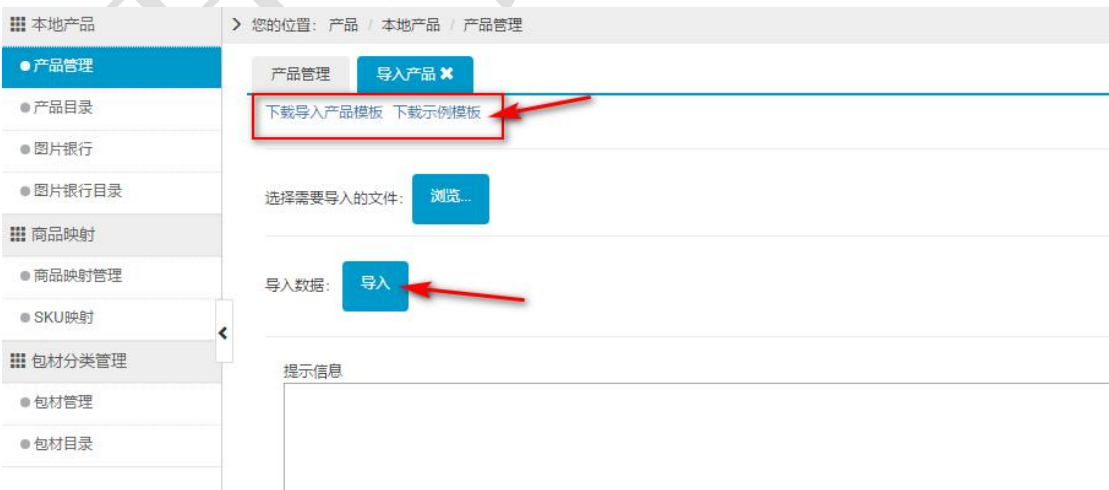 本地产品
您的位置: 产品 / 本地产品 / 产品管理
产品管理
产品目录
图片银行
图片银行目录
商品映射
商品映射管理
SKU映射
包材分类管理
包材管理
包材目录
产品管理 导入产品 ✖
下载导入产品模板 下载示例模板
选择需要导入的文件: 浏览...
导入数据: 导入
提示信息